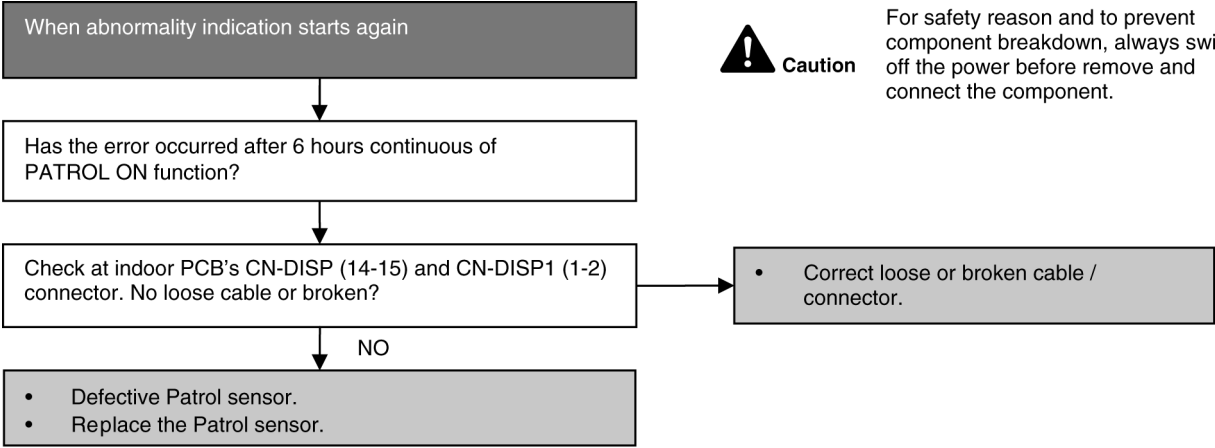 When abnormality indication starts again
Caution
For safety reason and to prevent
component breakdown, always swi
off the power before remove and
connect the component.
Has the error occurred after 6 hours continuous of
PATROL ON function?
Check at indoor PCB's CN-DISP (14-15) and CN-DISP1 (1-2)
connector. No loose cable or broken?
• Correct loose or broken cable /
connector.
NO
• Defective Patrol sensor.
• Replace the Patrol sensor.